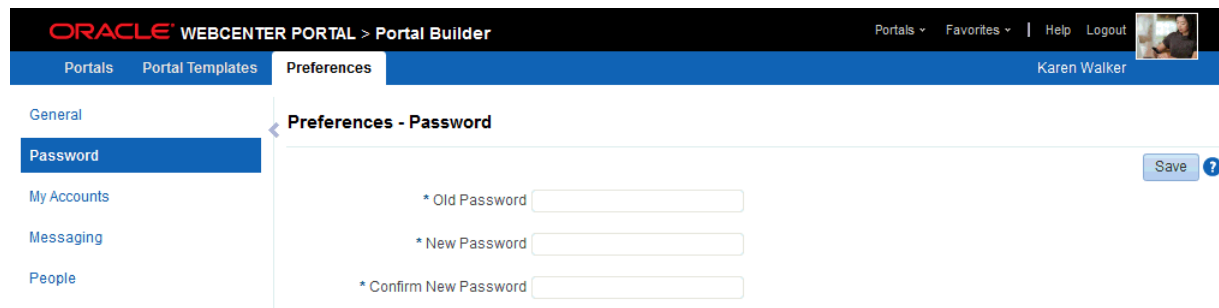 ORACLE WEBCENTER PORTAL > Portal Builder
Portals Favorites | Help Logout
Portals Portal Templates Preferences Karen Walker
General
Preferences - Password
Password
Save ?
My Accounts
* Old Password
Messaging
* New Password
People
* Confirm New Password